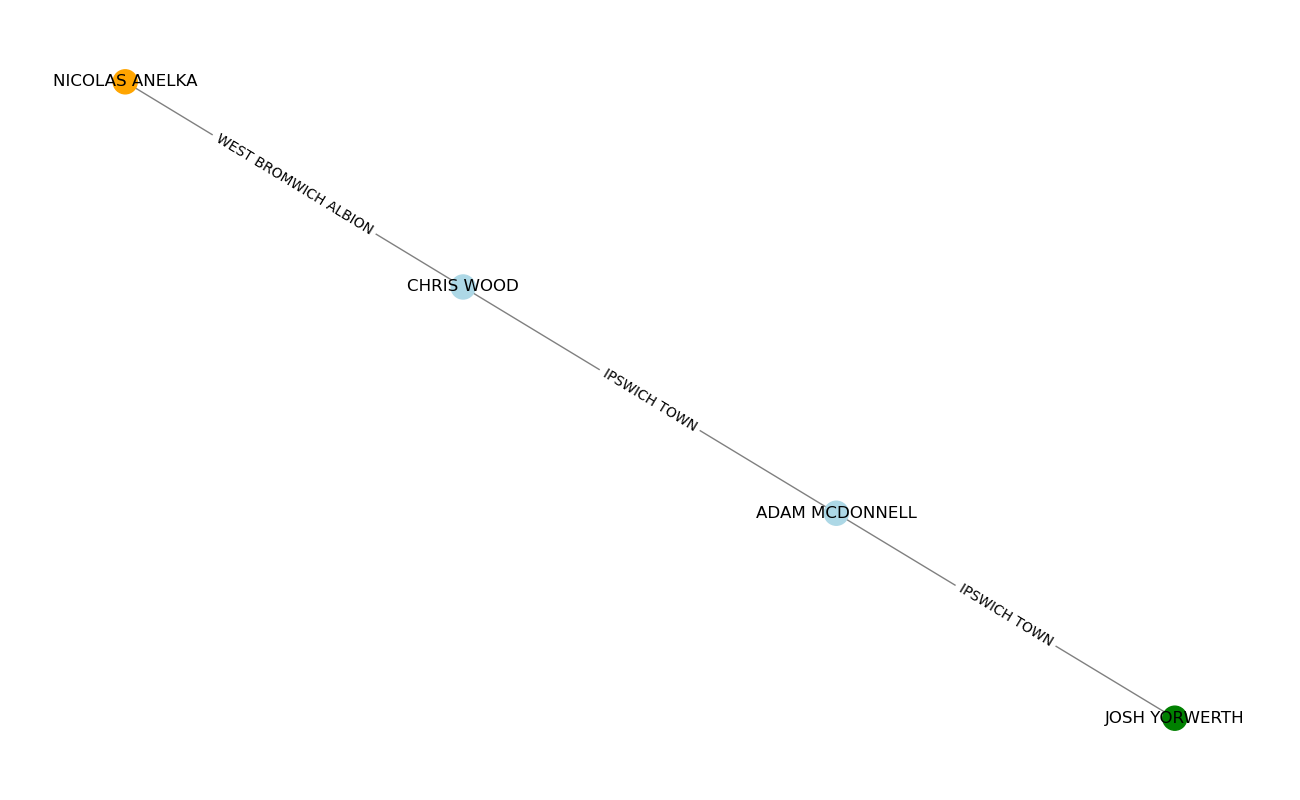 NICOLAS ANELKA
WEST BROMWICH ALBION
CHRIS WOOD
IPSWICH TOWN
ADAM MCDONNELL
IPSWICH TOWN
JOSH YORWERTH